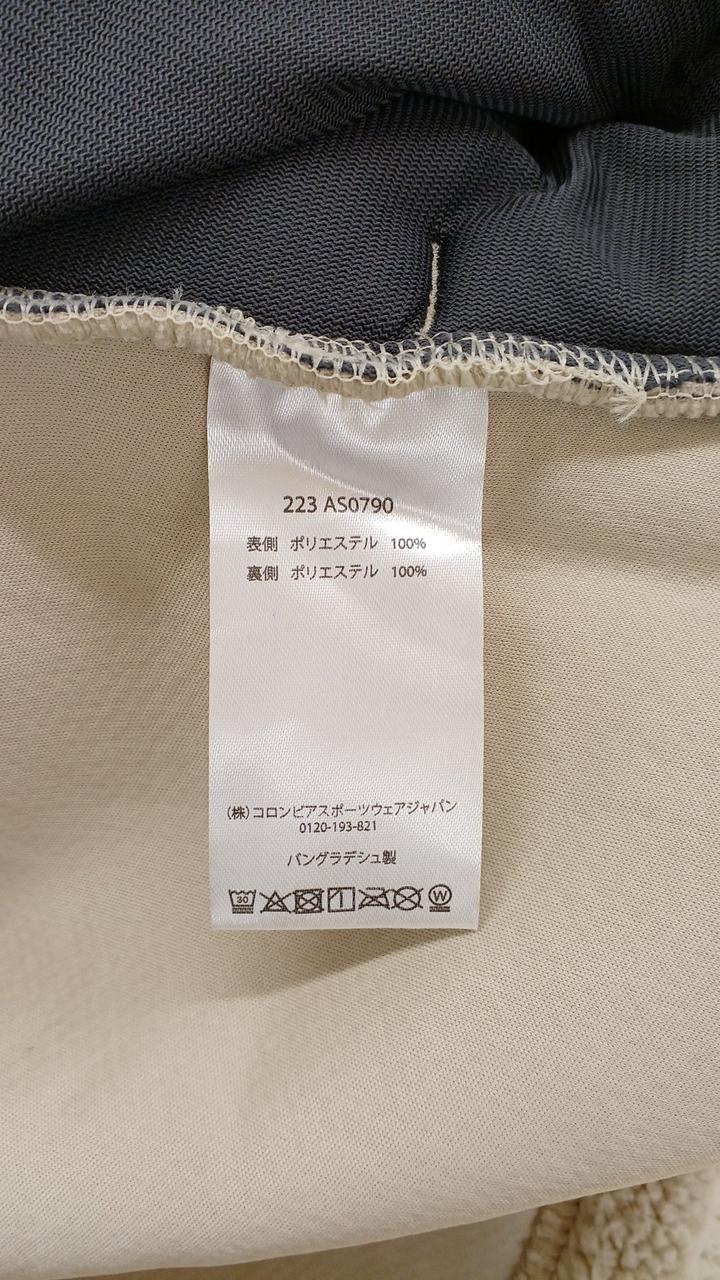 223 AS0790
表側 ポリエステル 100%
裏側 ポリエステル 100%
(株)コロンビアスポーツウェアジャパン
0120-193-821
バングラデシュ製
30 W